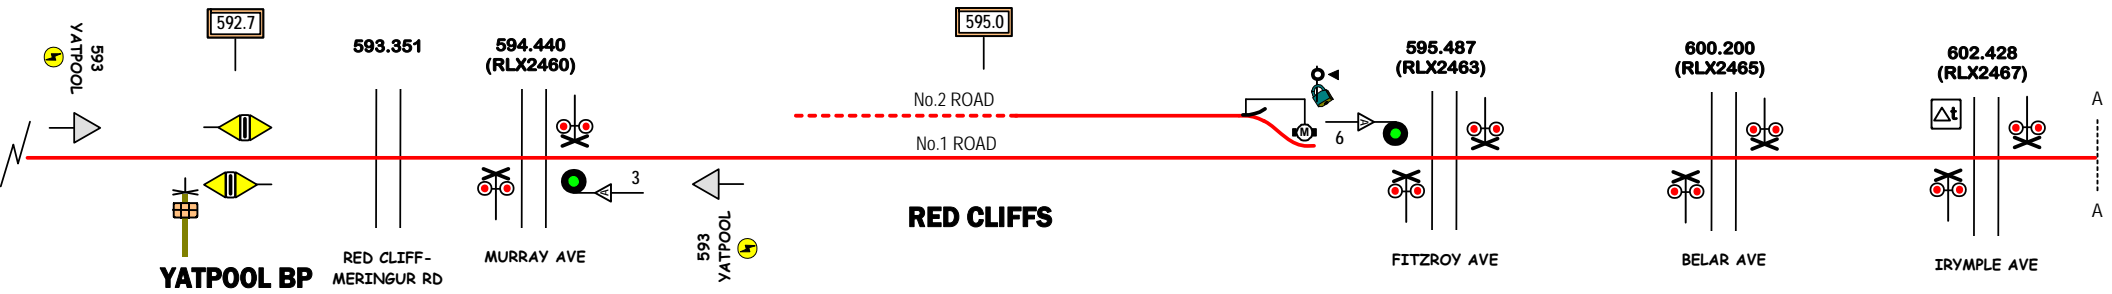 593
YATPOOL
592.7
593.351
594.440
(RLX2460)
595.0
No.2 ROAD
No.1 ROAD
M
A
6
595.487
(RLX2463)
600.200
(RLX2465)
602.428
(RLX2467)
Δt
A
A
A
3
593
YATPOOL
RED CLIFFS
YATPOOL BP
RED CLIFF-
MERINGUR RD
MURRAY AVE
FITZROY AVE
BELAR AVE
IRYMPLE AVE